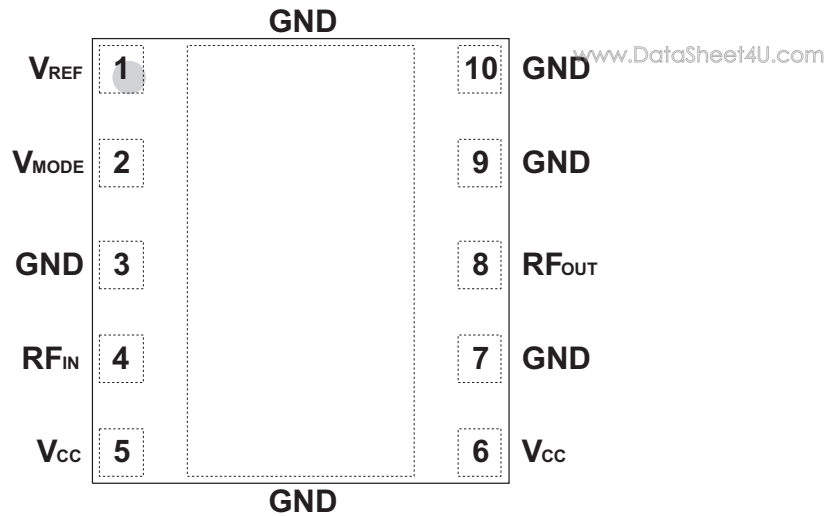 GND
www.DataSheet4U.com
VREF 1 10 GND
VMODE 2 9 GND
GND 3 8 RFOUT
RFIN 4 7 GND
VCC 5 6 VCC
GND